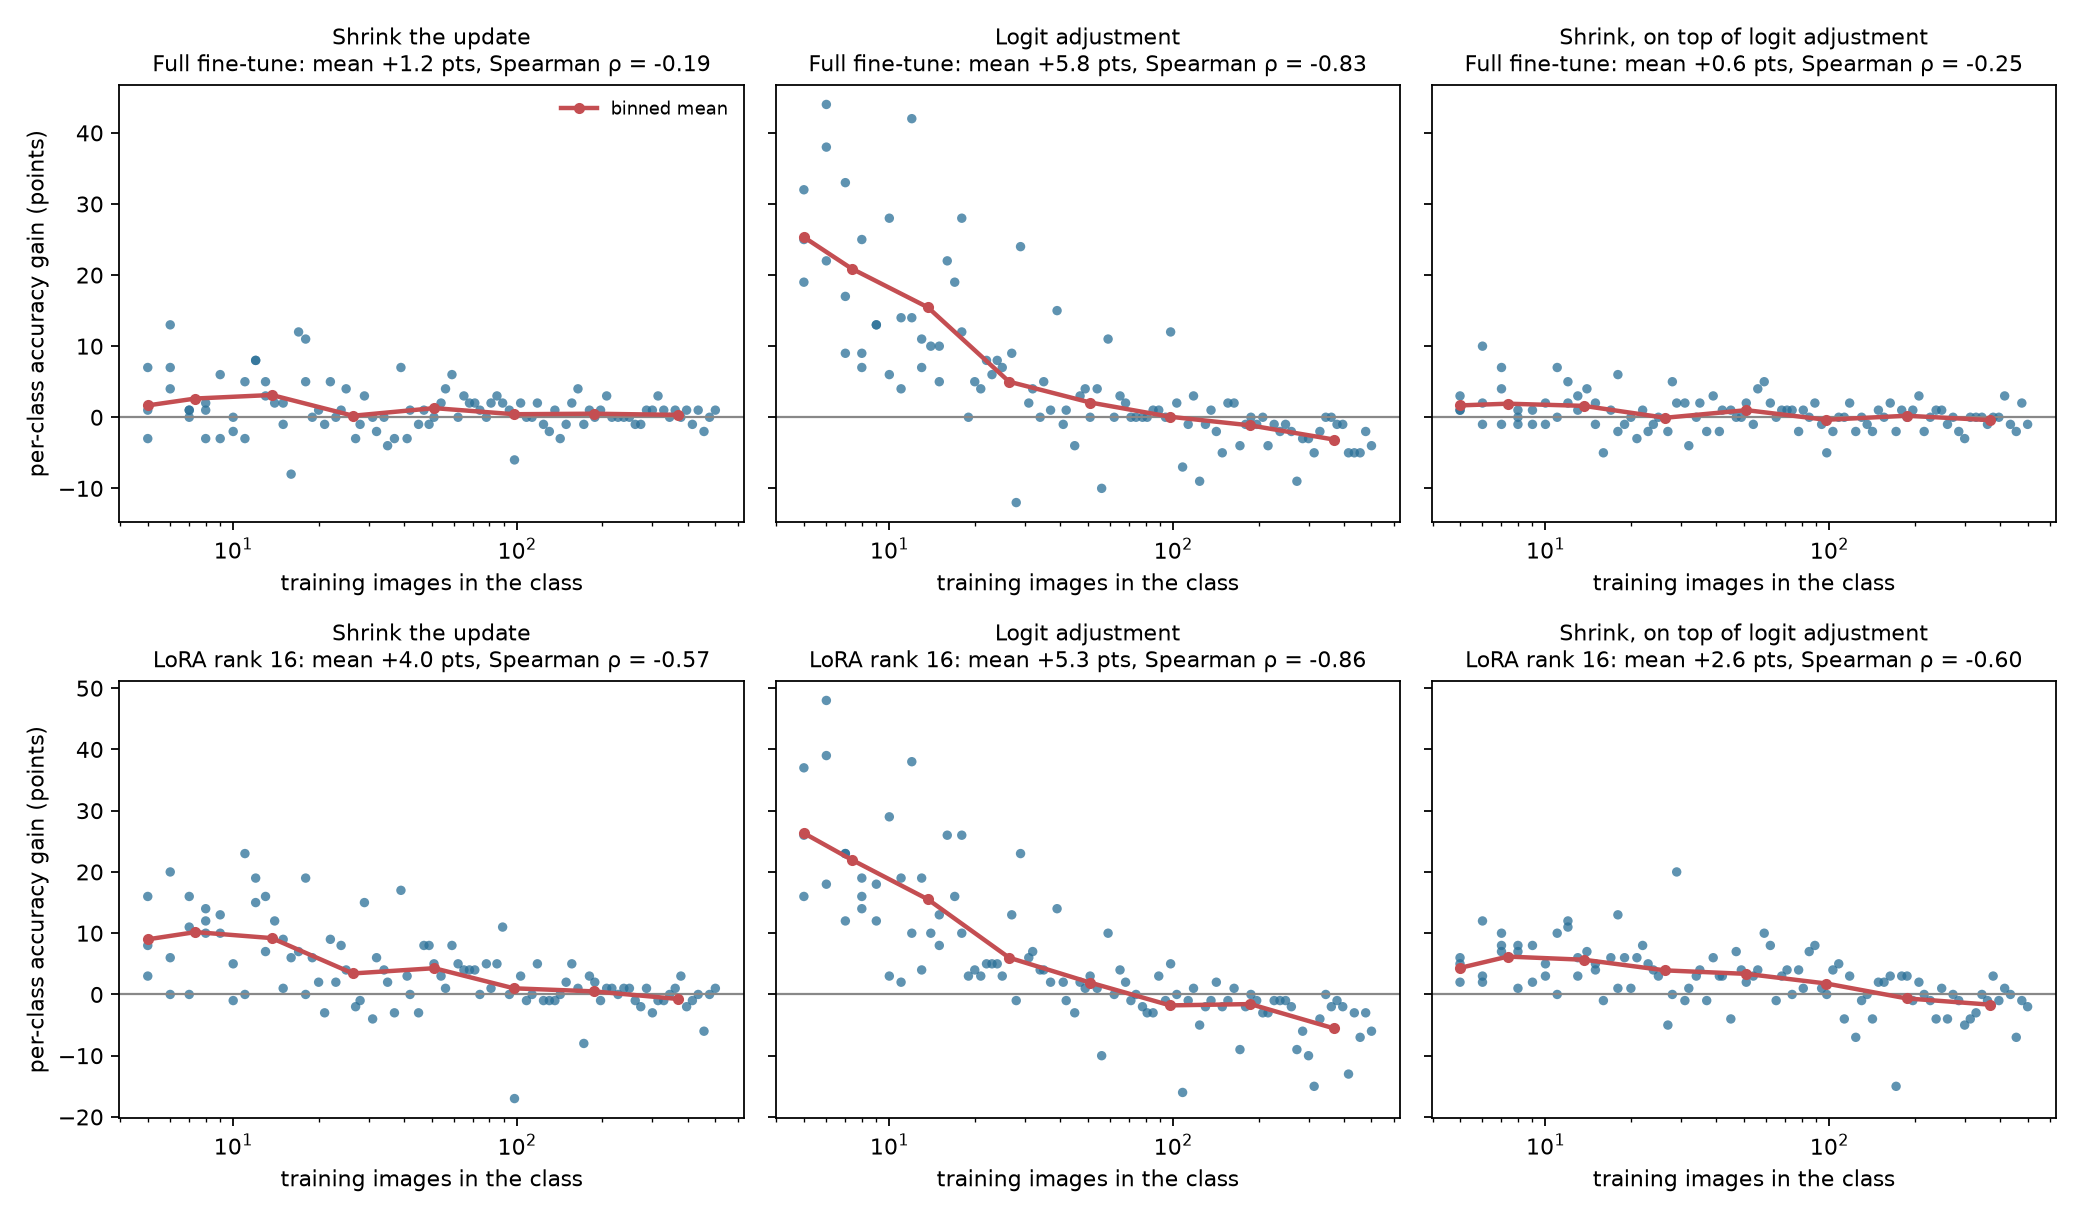 Shrink the update
Full fine-tune: mean +1.2 pts, Spearman ρ = -0.19
Logit adjustment
Full fine-tune: mean +5.8 pts, Spearman ρ = -0.83
Shrink, on top of logit adjustment
Full fine-tune: mean +0.6 pts, Spearman ρ = -0.25
binned mean
per-class accuracy gain (points)
40
30
20
10
0
−10
10¹ 10²
10¹ 10²
10¹ 10²
training images in the class
training images in the class
training images in the class
Shrink the update
LoRA rank 16: mean +4.0 pts, Spearman ρ = -0.57
Logit adjustment
LoRA rank 16: mean +5.3 pts, Spearman ρ = -0.86
Shrink, on top of logit adjustment
LoRA rank 16: mean +2.6 pts, Spearman ρ = -0.60
per-class accuracy gain (points)
50
40
30
20
10
0
−10
−20
10¹ 10²
10¹ 10²
10¹ 10²
training images in the class
training images in the class
training images in the class